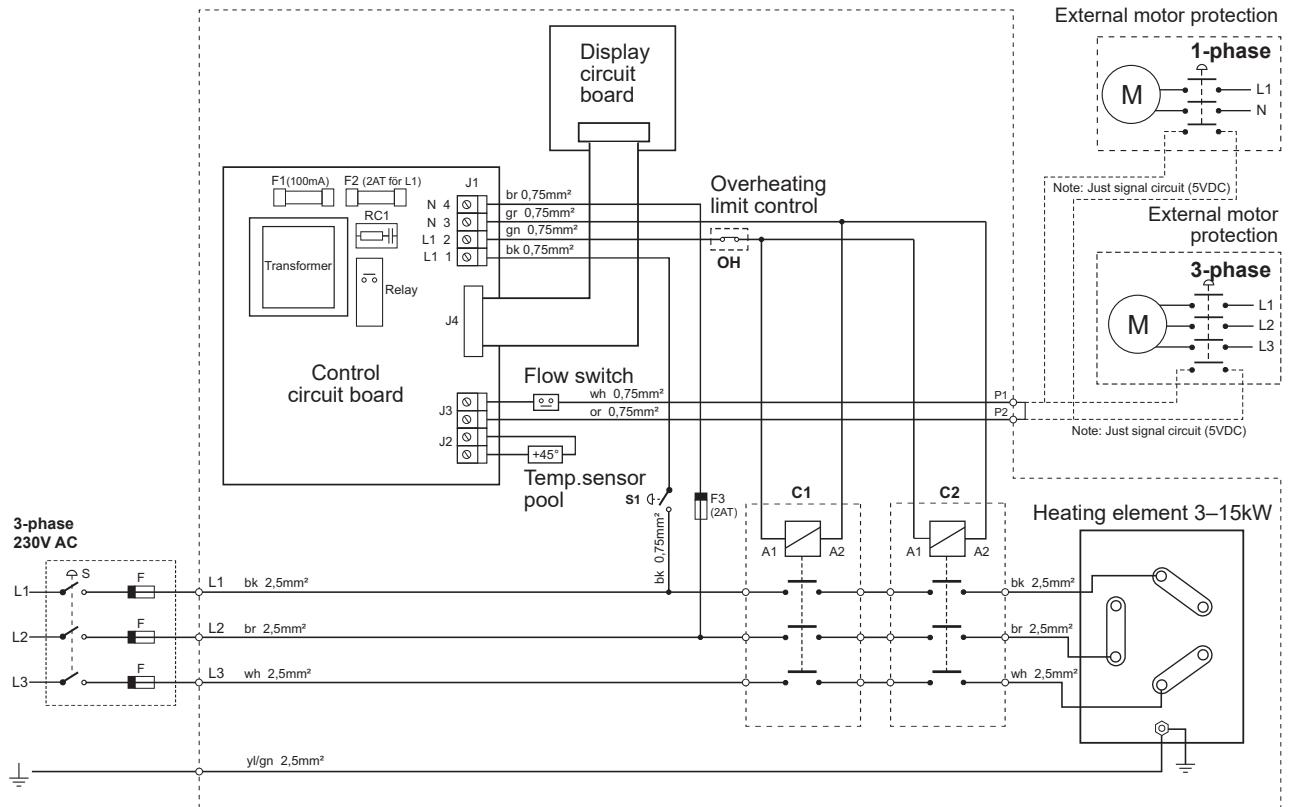 External motor protection
1-phase
M
L1
N
Note: Just signal circuit (5VDC)
External motor
protection
3-phase
M
L1
L2
L3
Note: Just signal circuit (5VDC)
Display
circuit
board
F1(100mA)
F2 (2AT för L1)
J1
RC1
N 4
N 3
L1 2
L1 1
br 0,75mm²
gr 0,75mm²
gn 0,75mm²
bk 0,75mm²
Overheating
limit control
OH
Transformer
Relay
J4
Control
circuit board
Flow switch
wh 0,75mm²
or 0,75mm²
P1
P2
J3
J2
+45°
Temp.sensor
pool
S1
F3
(2AT)
bk 0,75mm²
C1
C2
A1
A2
A1
A2
Heating element 3–15kW
3-phase
230V AC
S
F
L1
L1
bk 2,5mm²
bk 2,5mm²
F
L2
L2
br 2,5mm²
br 2,5mm²
F
L3
L3
wh 2,5mm²
wh 2,5mm²
yl/gn 2,5mm²